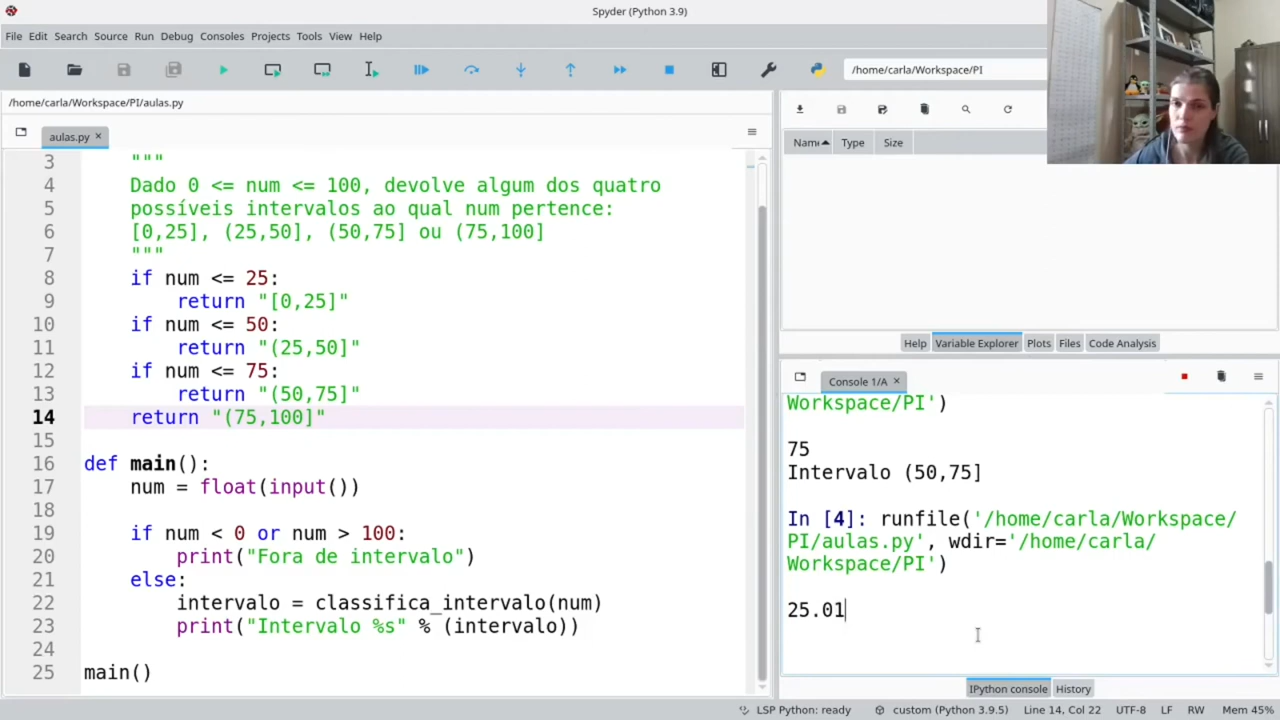 Spyder (Python 3.9)
File Edit Search Source Run Debug Consoles Projects Tools View Help
/home/carla/Workspace/PI
/home/carla/Workspace/PI/aulas.py
aulas.py
3 """
4 Dado 0 <= num <= 100, devolve algum dos quatro
5 possíveis intervalos ao qual num pertence:
6 [0,25], (25,50], (50,75] ou (75,100]
7 """
8 if num <= 25:
9 return "[0,25]"
10 if num <= 50:
11 return "(25,50]"
12 if num <= 75:
13 return "(50,75]"
14 return "(75,100]"
15
16 def main():
17 num = float(input())
18
19 if num < 0 or num > 100:
20 print("Fora de intervalo")
21 else:
22 intervalo = classifica_intervalo(num)
23 print("Intervalo %s" % (intervalo))
24
25 main()
Name Type Size
Help Variable Explorer Plots Files Code Analysis
Console 1/A
Workspace/PI')
75
Intervalo (50,75]
In [4]: runfile('/home/carla/Workspace/
PI/aulas.py', wdir='/home/carla/
Workspace/PI')
25.01
IPython console History
LSP Python: ready custom (Python 3.9.5) Line 14, Col 22 UTF-8 LF RW Mem 45%